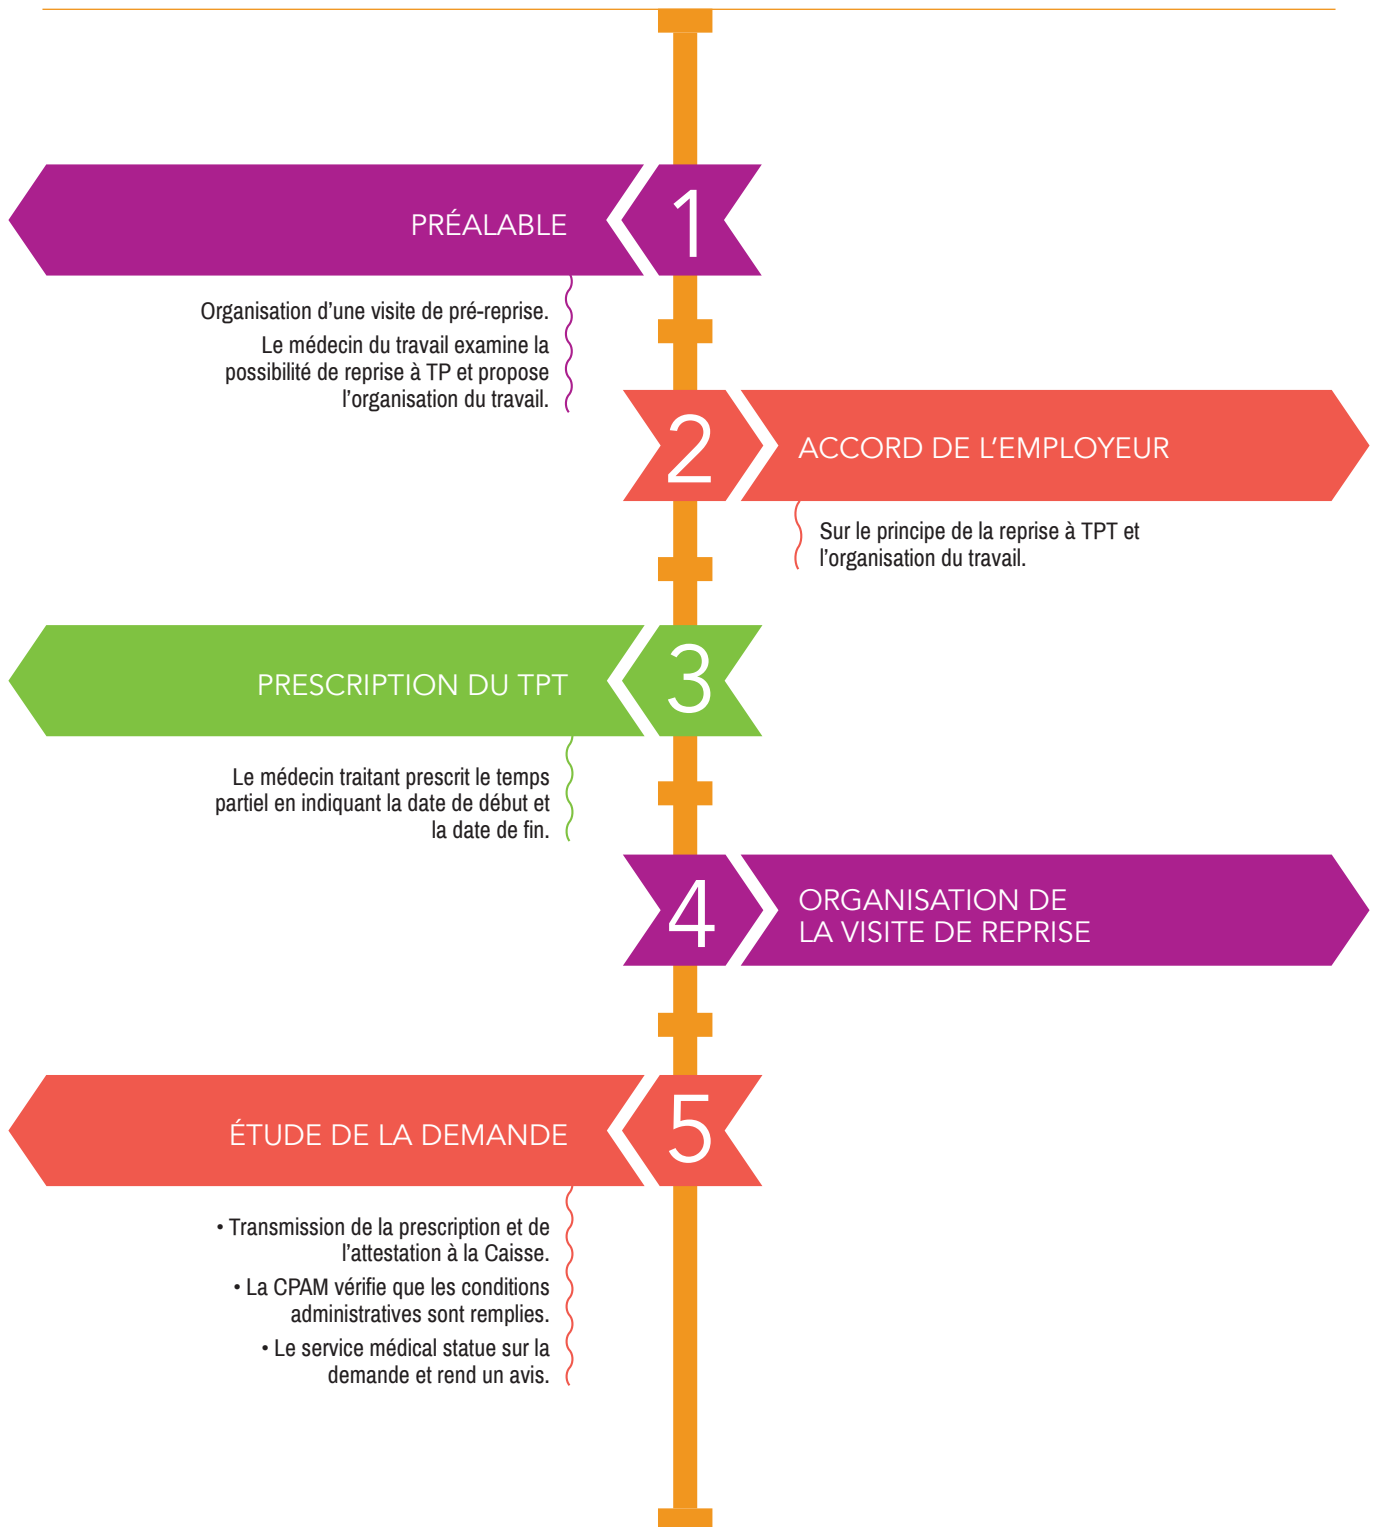 PRÉALABLE
1
Organisation d’une visite de pré-reprise.
Le médecin du travail examine la
possibilité de reprise à TP et propose
l’organisation du travail.
2
ACCORD DE L’EMPLOYEUR
Sur le principe de la reprise à TPT et
l’organisation du travail.
PRESCRIPTION DU TPT
3
Le médecin traitant prescrit le temps
partiel en indiquant la date de début et
la date de fin.
4
ORGANISATION DE
LA VISITE DE REPRISE
ÉTUDE DE LA DEMANDE
5
• Transmission de la prescription et de
l’attestation à la Caisse.
• La CPAM vérifie que les conditions
administratives sont remplies.
• Le service médical statue sur la
demande et rend un avis.